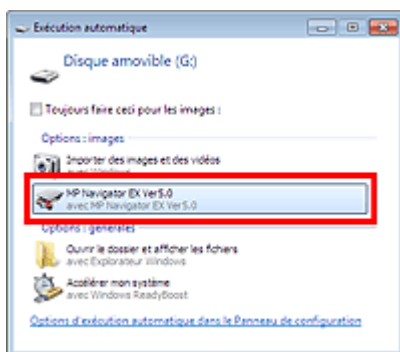 Exécution automatique
Disque amovible (G:)
Toujours faire ceci pour les images :
Options : images
Importer des images et des vidéos
avec Windows
MP Navigator EX Ver5.0
avec MP Navigator EX Ver5.0
Options : générales
Ouvrir le dossier et afficher les fichiers
avec Explorateur Windows
Accélérer mon système
avec Windows ReadyBoost
Options d'exécution automatique dans le Panneau de configuration